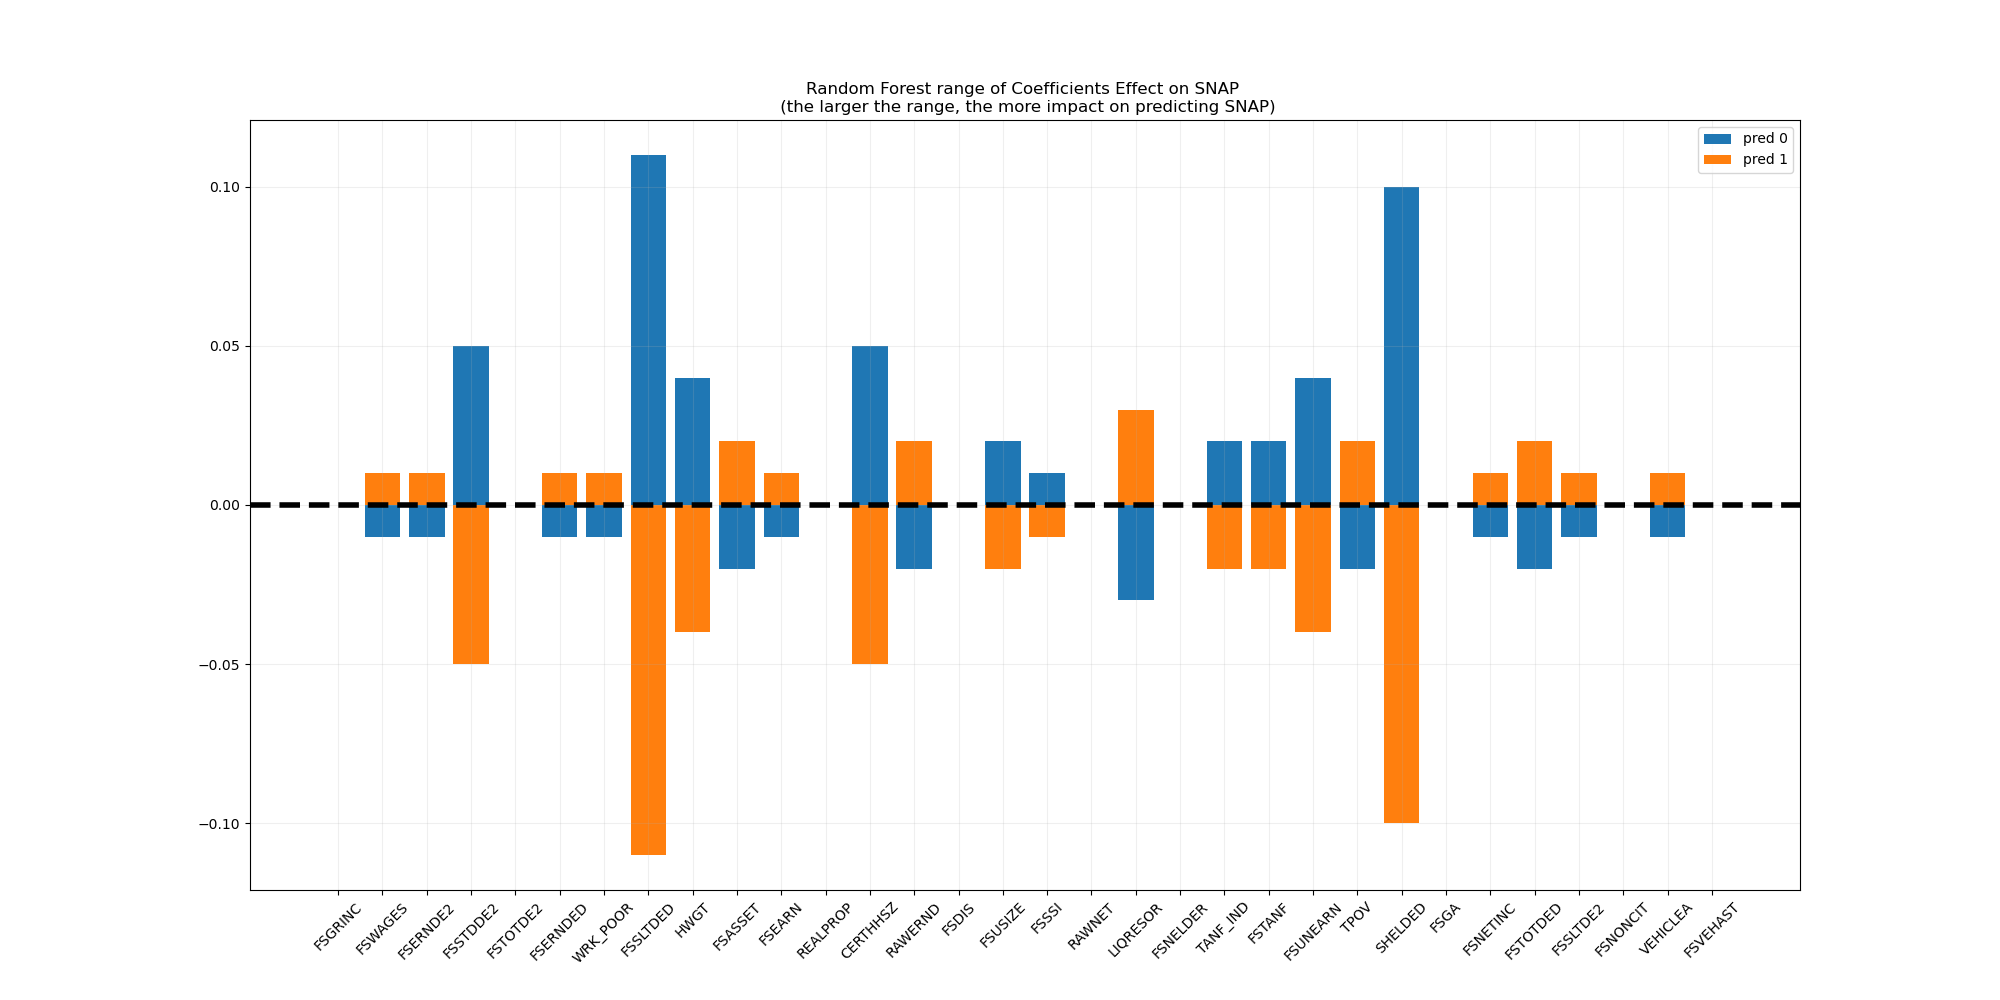 Random Forest range of Coefficients Effect on SNAP
(the larger the range, the more impact on predicting SNAP)
pred 0
pred 1
0.10
0.05
0.00
−0.05
−0.10
FSGRINC
FSWAGES
FSERNDE2
FSSTDDE2
FSTOTDE2
FSERNDED
WRK_POOR
FSSLTDED
HWGT
FSASSET
FSEARN
REALPROP
CERTHHSZ
RAWERND
FSDIS
FSUSIZE
FSSSI
RAWNET
LIQRESOR
FSNELDER
TANF_IND
FSTANF
FSUNEARN
TPOV
SHELDED
FSGA
FSNETINC
FSTOTDED
FSSLTDE2
FSNONCIT
VEHICLEA
FSVEHAST